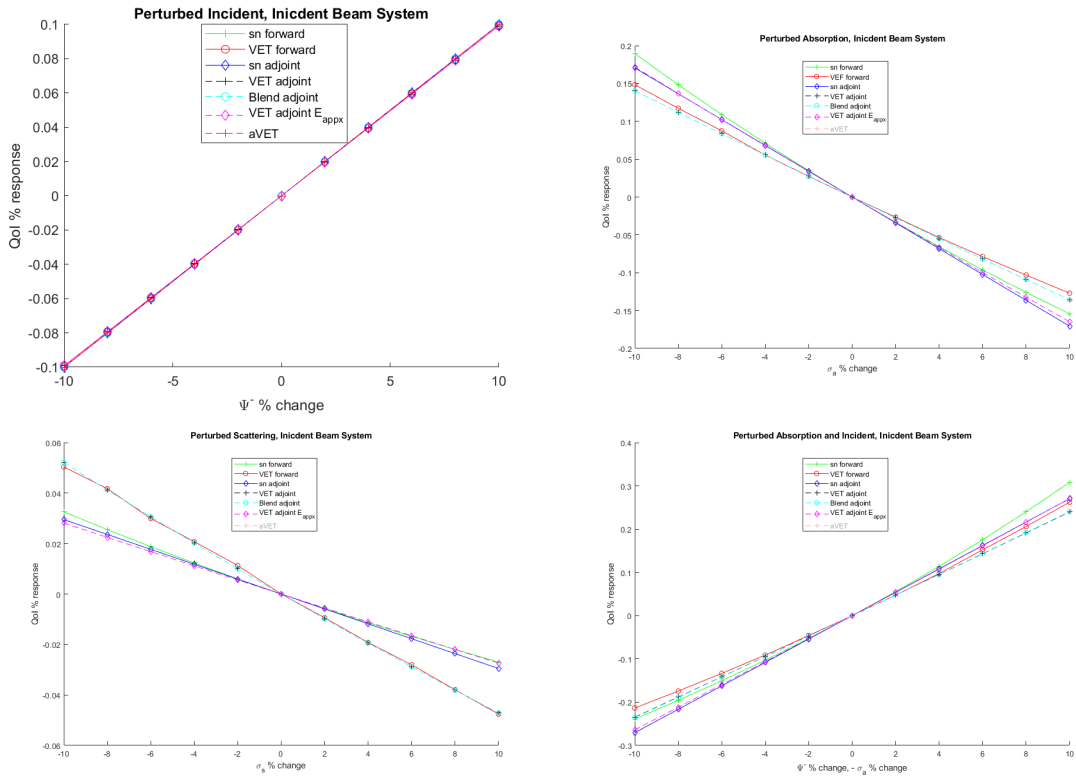 Perturbed Incident, Inicdent Beam System
sn forward
VET forward
sn adjoint
VET adjoint
Blend adjoint
VET adjoint E_appx
aVET
QoI % response
0.1
0.08
0.06
0.04
0.02
0
-0.02
-0.04
-0.06
-0.08
-0.1
-10 -5 0 5 10
Ψ⁻ % change
Perturbed Absorption, Inicdent Beam System
sn forward
VEF forward
sn adjoint
VET adjoint
Blend adjoint
VET adjoint E_appx
aVET
QoI % response
0.2
0.15
0.1
0.05
0
-0.05
-0.1
-0.15
-0.2
-10 -8 -6 -4 -2 0 2 4 6 8 10
σ_a % change
Perturbed Scattering, Inicdent Beam System
sn forward
VET forward
sn adjoint
VET adjoint
Blend adjoint
VET adjoint E_appx
aVET
QoI % response
0.06
0.04
0.02
0
-0.02
-0.04
-0.06
-10 -8 -6 -4 -2 0 2 4 6 8 10
σ_s % change
Perturbed Absorption and Incident, Inicdent Beam System
sn forward
VET forward
sn adjoint
VET adjoint
Blend adjoint
VET adjoint E_appx
aVET
QoI % response
0.4
0.3
0.2
0.1
0
-0.1
-0.2
-0.3
-10 -8 -6 -4 -2 0 2 4 6 8 10
Ψ⁻ % change, - σ_a % change